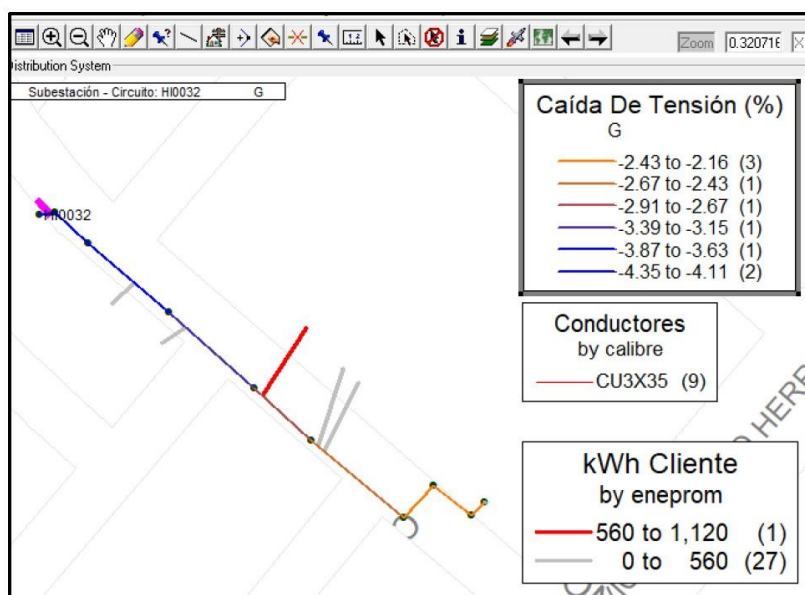 Zoom 0.320716 X
istribution System
Subestación - Circuito: HI0032 G
Caída De Tensión (%)
G
-2.43 to -2.16 (3)
-2.67 to -2.43 (1)
-2.91 to -2.67 (1)
-3.39 to -3.15 (1)
-3.87 to -3.63 (1)
-4.35 to -4.11 (2)
HI0032
Conductores
by calibre
CU3X35 (9)
kWh Cliente
by eneprom
560 to 1,120 (1)
0 to 560 (27)
HERR
C